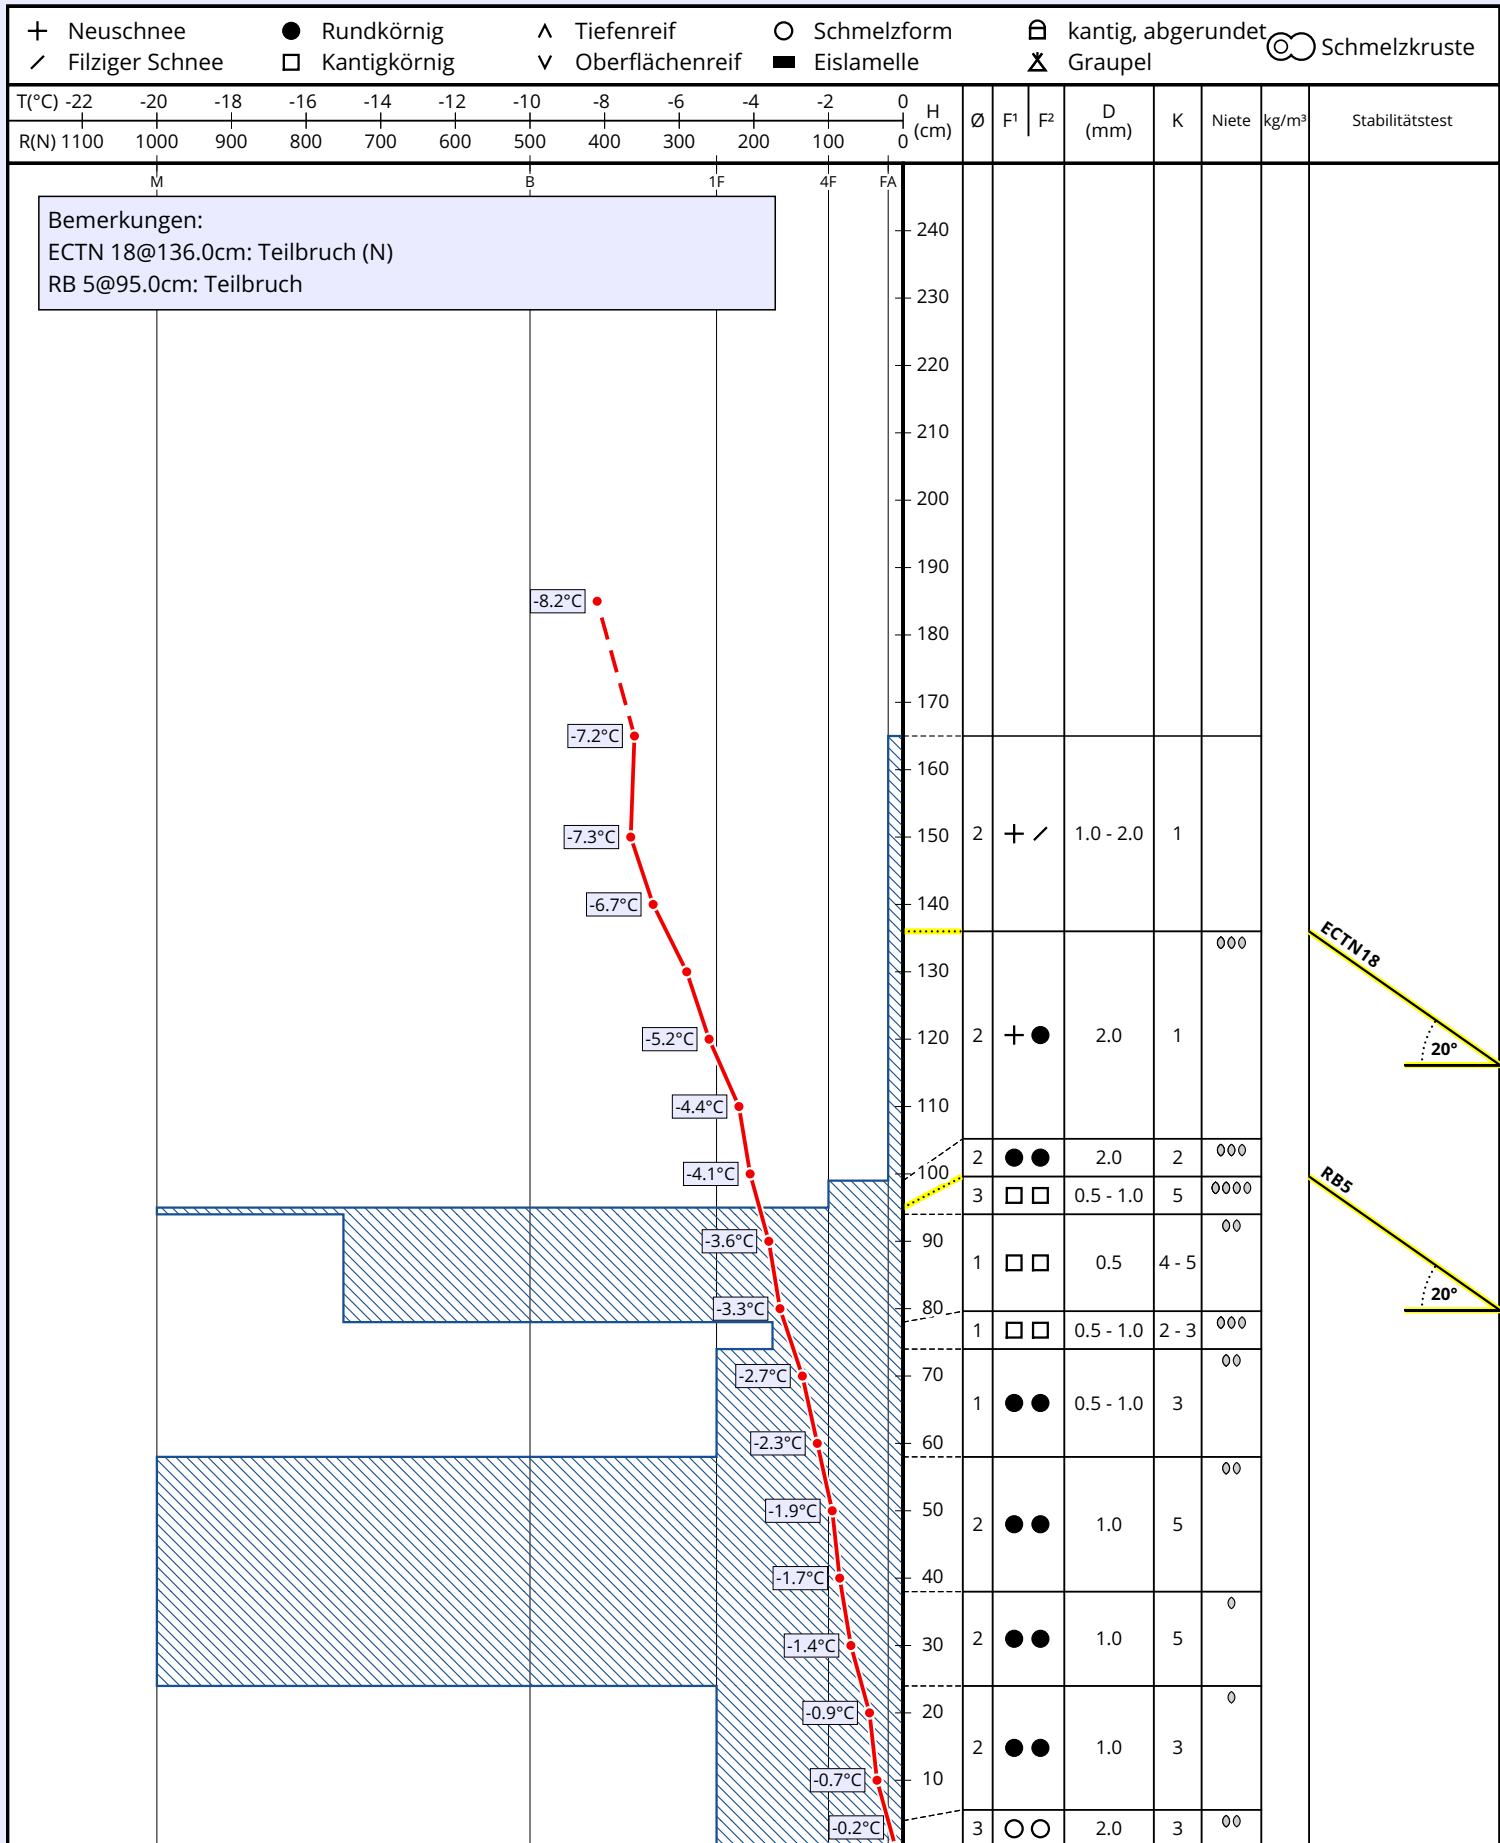 Neuschnee Rundkörnig Tiefenreif Schmelzform kantig, abgerundet Schmelzkruste
Filziger Schnee Kantigkörnig Oberflächenreif Eislamelle Graupel
T(°C) -22 -20 -18 -16 -14 -12 -10 -8 -6 -4 -2 0
R(N) 1100 1000 900 800 700 600 500 400 300 200 100 0
H (cm) Ø F¹ F² D (mm) K Niete kg/m³ Stabilitätstest
M B 1F 4F FA
Bemerkungen:
ECTN 18@136.0cm: Teilbruch (N)
RB 5@95.0cm: Teilbruch
240
230
220
210
200
190
-8.2°C
180
170
-7.2°C
160
-7.3°C 150 2 1.0 - 2.0 1
-6.7°C 140
ECTN18
130
-5.2°C 120 2 2.0 1
20°
-4.4°C 110
2 2.0 2
-4.1°C 100
RB5
3 0.5 - 1.0 5
-3.6°C 90
1 0.5 4 - 5
20°
-3.3°C 80
1 0.5 - 1.0 2 - 3
-2.7°C 70
1 0.5 - 1.0 3
-2.3°C 60
-1.9°C 50
2 1.0 5
-1.7°C 40
-1.4°C 30 2 1.0 5
-0.9°C 20
2 1.0 3
-0.7°C 10
-0.2°C 3 2.0 3